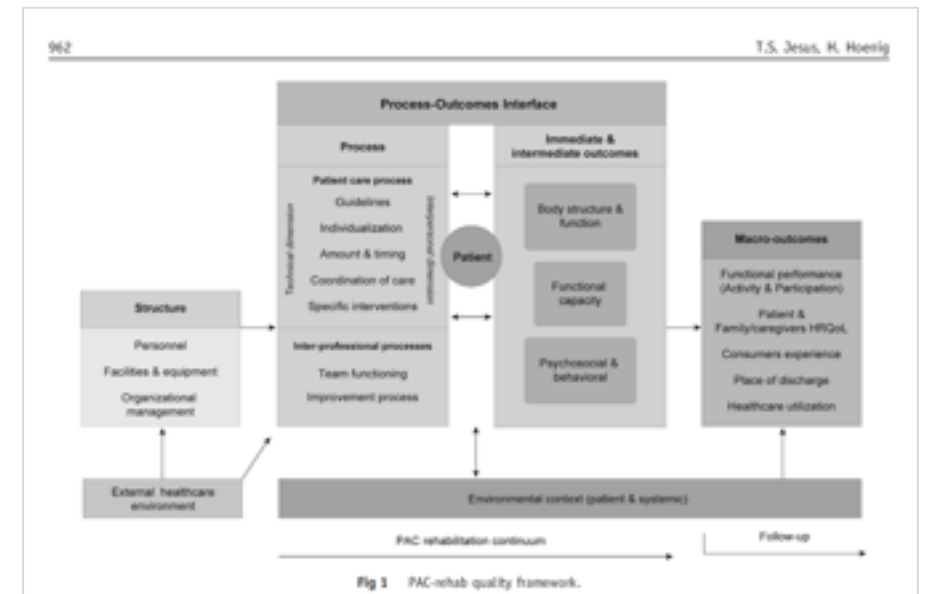 962
T.S. Jesus, H. Hoenig
Process-Outcomes Interface
Process
Patient care process
Technical dimension
Guidelines
Individualization
Amount & timing
Coordination of care
Specific interventions
Interpersonal dimension
Inter-professional processes
Team functioning
Improvement process
Patient
Immediate &
intermediate outcomes
Body structure &
function
Functional
capacity
Psychosocial &
behavioral
Structure
Personnel
Facilities & equipment
Organizational
management
External healthcare
environment
Macro-outcomes
Functional performance
(Activity & Participation)
Patient &
Family/caregivers HRQoL
Consumers experience
Place of discharge
Healthcare utilization
Environmental context (patient & systemic)
PAC rehabilitation continuum
Follow-up
Fig 1 PAC-rehab quality framework.